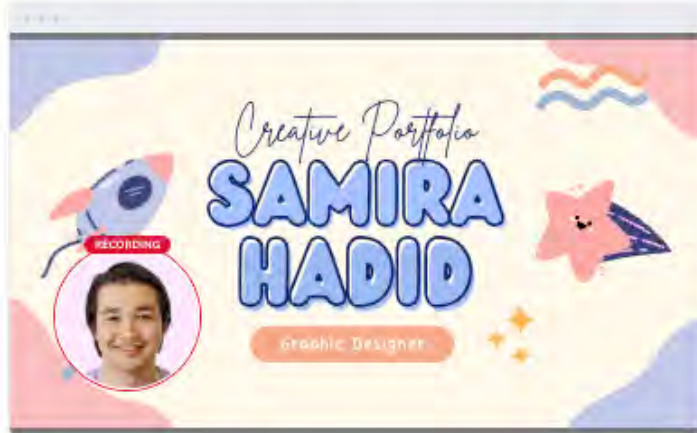 Creative Portfolio
SAMIRA
HADID
RECORDING
Graphic Designer